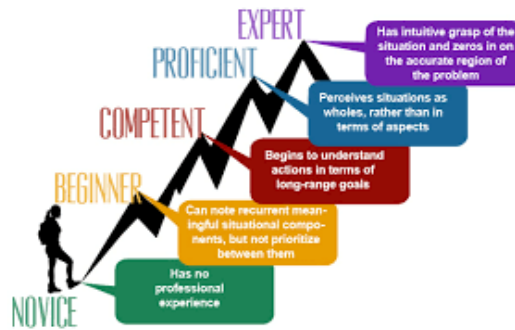 EXPERT
Has intuitive grasp of the
situation and zeros in on
the accurate region of
the problem
PROFICIENT
Perceives situations as
wholes, rather than in
terms of aspects
COMPETENT
Begins to understand
actions in terms of
long-range goals
BEGINNER
Can note recurrent mean-
ingful situational compo-
nents, but not prioritize
between them
NOVICE
Has no
professional
experience